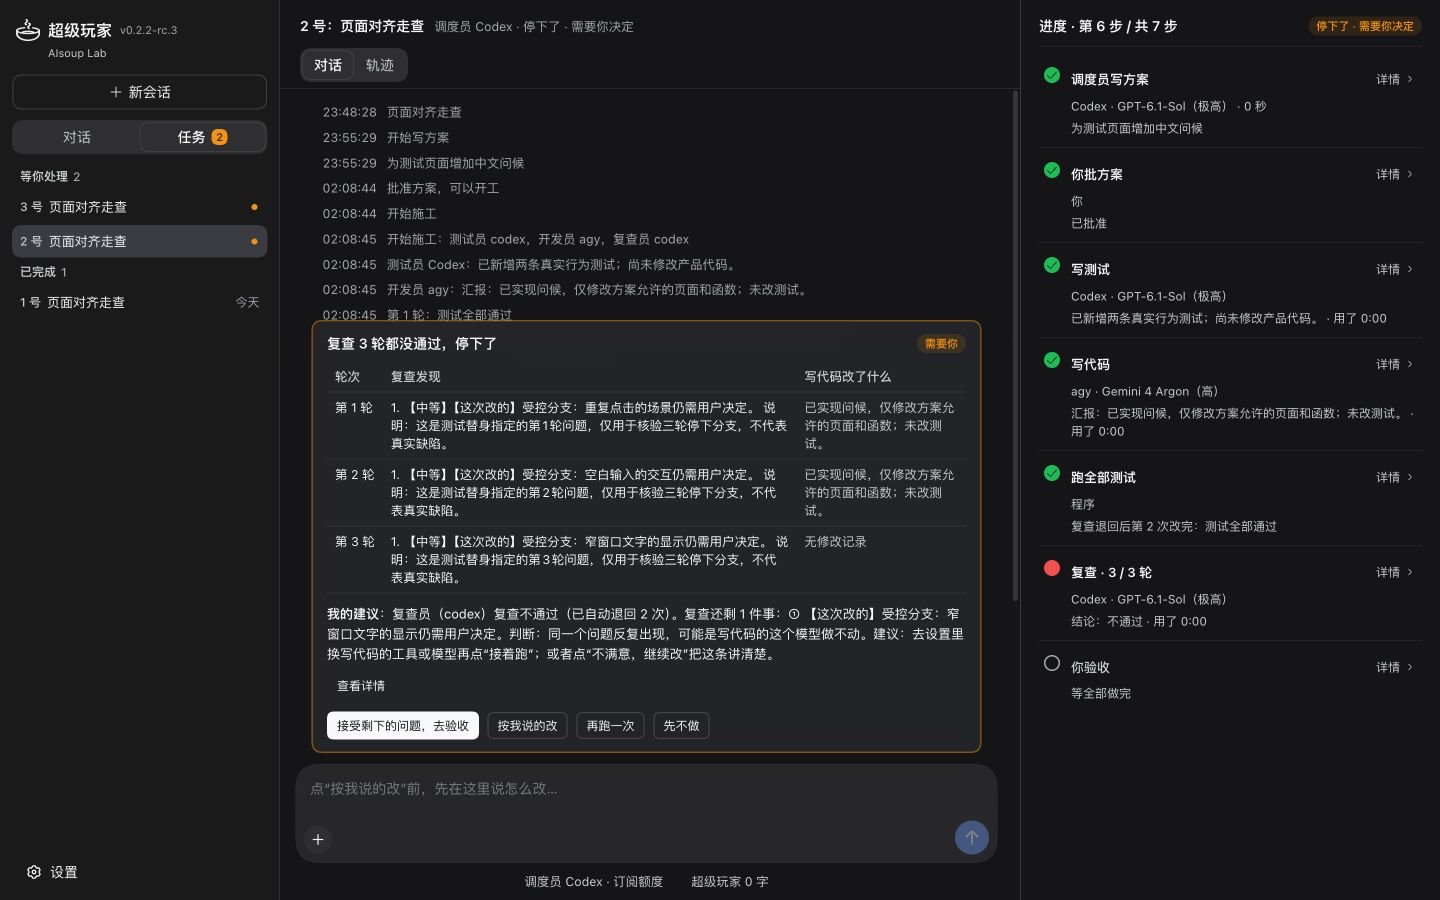 超级玩家 v0.2.2-rc.3
AIsoup Lab
新会话
对话 任务 2
等你处理 2
3 号 页面对齐走查
2 号 页面对齐走查
已完成 1
1 号 页面对齐走查 今天
设置
2 号：页面对齐走查 调度员 Codex · 停下了 · 需要你决定
对话 轨迹
23:48:28 页面对齐走查
23:55:29 开始写方案
23:55:29 为测试页面增加中文问候
02:08:44 批准方案，可以开工
02:08:44 开始施工
02:08:45 开始施工：测试员 codex，开发员 agy，复查员 codex
02:08:45 测试员 Codex：已新增两条真实行为测试；尚未修改产品代码。
02:08:45 开发员 agy：汇报：已实现问候，仅修改方案允许的页面和函数；未改测试。
02:08:45 第 1 轮：测试全部通过
复查 3 轮都没通过，停下了 需要你
轮次 复查发现 写代码改了什么
第 1 轮 1. 【中等】【这次改的】受控分支：重复点击的场景仍需用户决定。 说
明：这是测试替身指定的第1轮问题，仅用于核验三轮停下分支，不代表
真实缺陷。
已实现问候，仅修改方案允
许的页面和函数；未改测
试。
第 2 轮 1. 【中等】【这次改的】受控分支：空白输入的交互仍需用户决定。 说
明：这是测试替身指定的第2轮问题，仅用于核验三轮停下分支，不代
表真实缺陷。
已实现问候，仅修改方案允
许的页面和函数；未改测
试。
第 3 轮 1. 【中等】【这次改的】受控分支：窄窗口文字的显示仍需用户决定。 说
明：这是测试替身指定的第3轮问题，仅用于核验三轮停下分支，不代
表真实缺陷。
无修改记录
我的建议：复查员（codex）复查不通过（已自动退回 2 次）。复查还剩 1 件事：① 【这次改的】受控分支：窄
窗口文字的显示仍需用户决定。判断：同一个问题反复出现，可能是写代码的这个模型做不动。建议：去设置里
换写代码的工具或模型再点“接着跑”；或者点“不满意，继续改”把这条讲清楚。
查看详情
接受剩下的问题，去验收 按我说的改 再跑一次 先不做
点“按我说的改”前，先在这里说怎么改...
调度员 Codex · 订阅额度 超级玩家 0 字
进度 · 第 6 步 / 共 7 步 停下了 · 需要你决定
调度员写方案 详情
Codex · GPT-6.1-Sol（极高） · 0 秒
为测试页面增加中文问候
你批方案 详情
你
已批准
写测试 详情
Codex · GPT-6.1-Sol（极高）
已新增两条真实行为测试；尚未修改产品代码。 · 用了 0:00
写代码 详情
agy · Gemini 4 Argon（高）
汇报：已实现问候，仅修改方案允许的页面和函数；未改测试。 ·
用了 0:00
跑全部测试 详情
程序
复查退回后第 2 次改完：测试全部通过
复查 · 3 / 3 轮 详情
Codex · GPT-6.1-Sol（极高）
结论：不通过 · 用了 0:00
你验收 详情
等全部做完